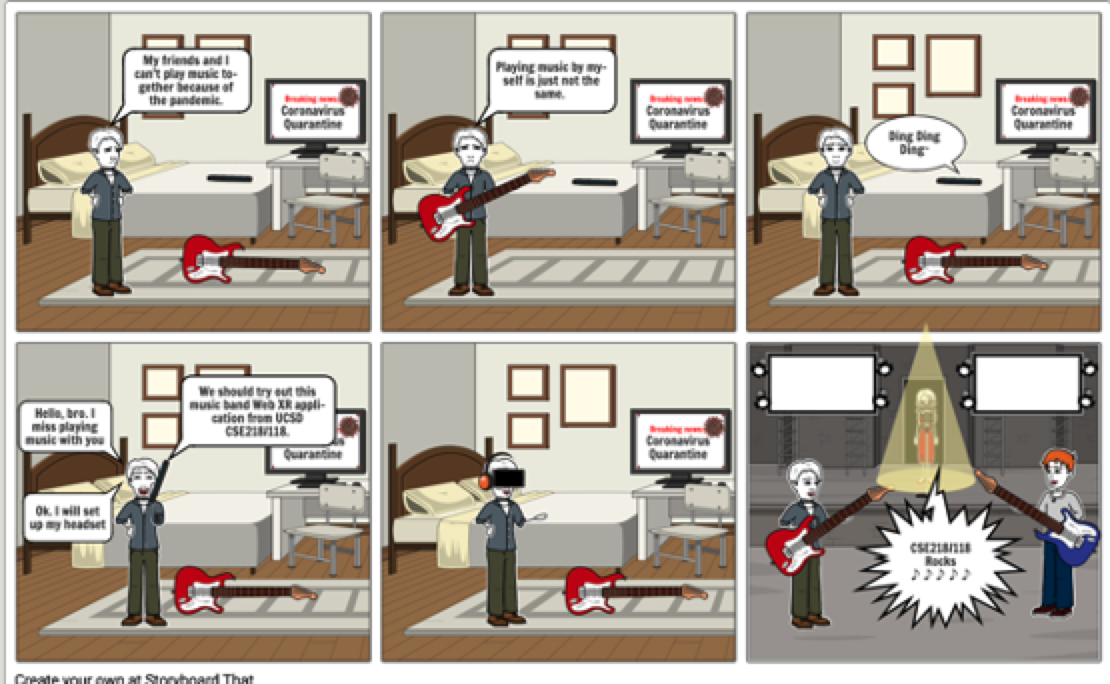 My friends and I
can't play music to-
gether because of
the pandemic.
Breaking news:
Coronavirus
Quarantine
Playing music by my-
self is just not the
same.
Breaking news:
Coronavirus
Quarantine
Ding Ding
Ding~
Breaking news:
Coronavirus
Quarantine
Hello, bro. I
miss playing
music with you
We should try out this
music band Web XR appli-
cation from UCSD
CSE218/118.
Ok. I will set
up my headset
Quarantine
Breaking news:
Coronavirus
Quarantine
CSE218/118
Rocks
♪ ♪ ♪ ♪ ♪
Create your own at Storyboard That